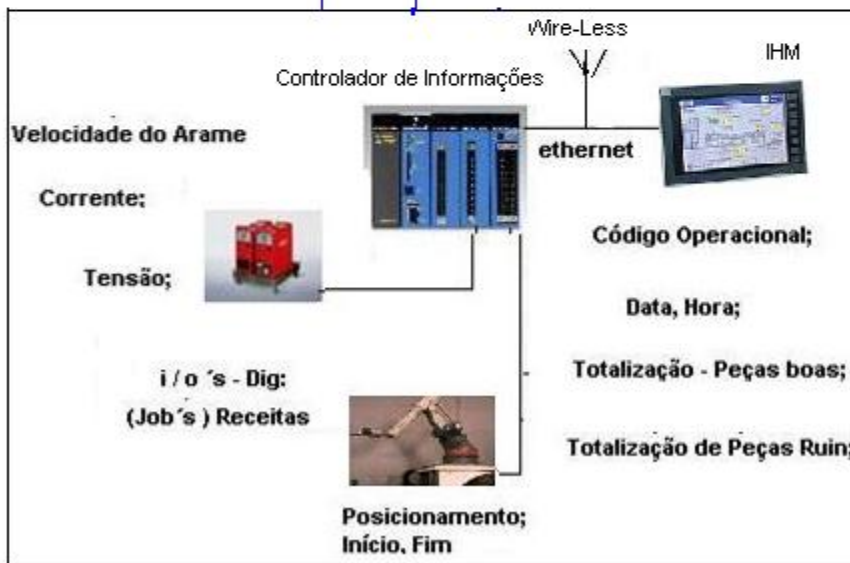 Wire-Less
IHM
Controlador de Informações
Velocidade do Arame
ethernet
Corrente;
Código Operacional;
Tensão;
Data, Hora;
i / o ´s - Dig:
(Job´s ) Receitas
Totalização - Peças boas;
Totalização de Peças Ruin;
Posicionamento;
Início, Fim